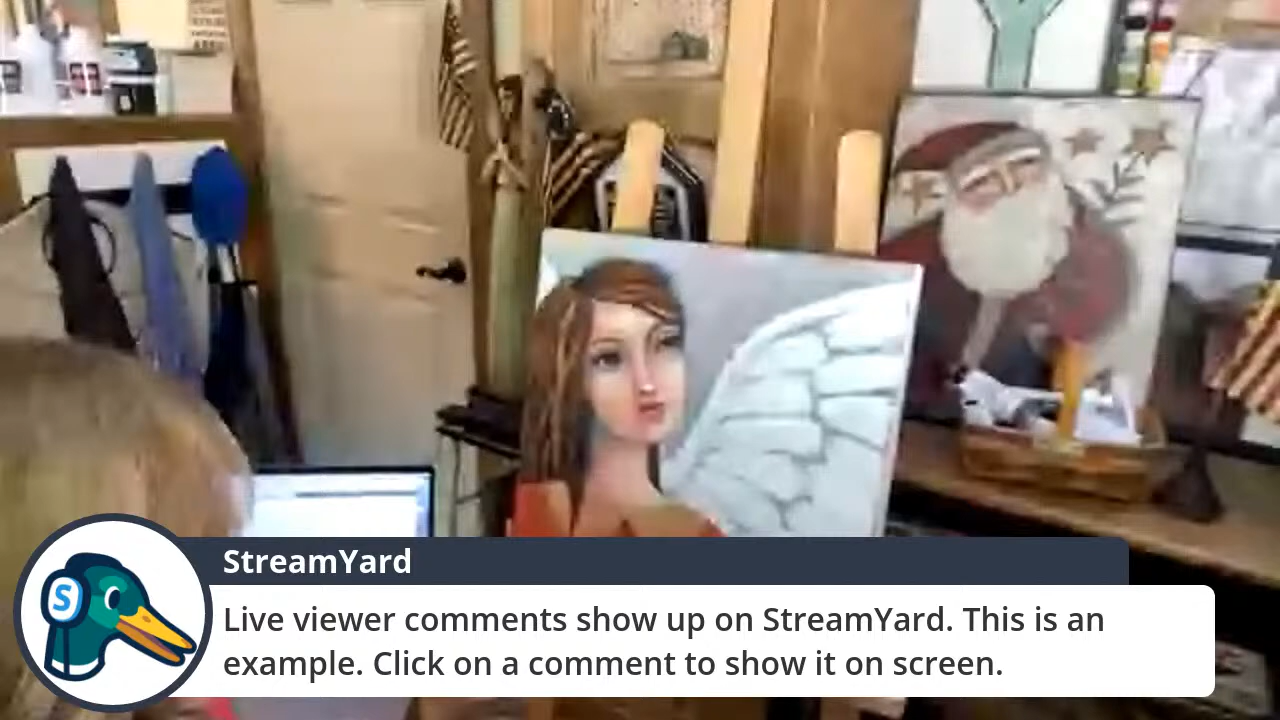 StreamYard
S
Live viewer comments show up on StreamYard. This is an
example. Click on a comment to show it on screen.